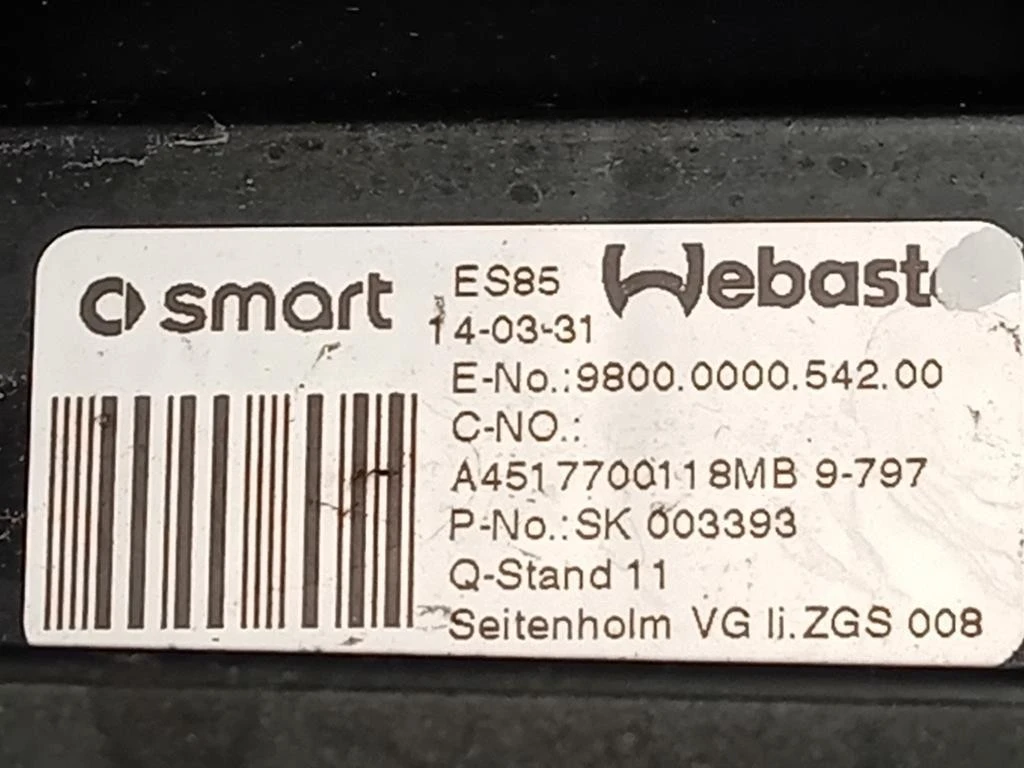 smart
ES85
Webasto
14-03-31
E-No.:9800.0000.542.00
C-NO.:
A4517700118MB 9-797
P-No.:SK 003393
Q-Stand 11
Seitenholm VG li.ZGS 008